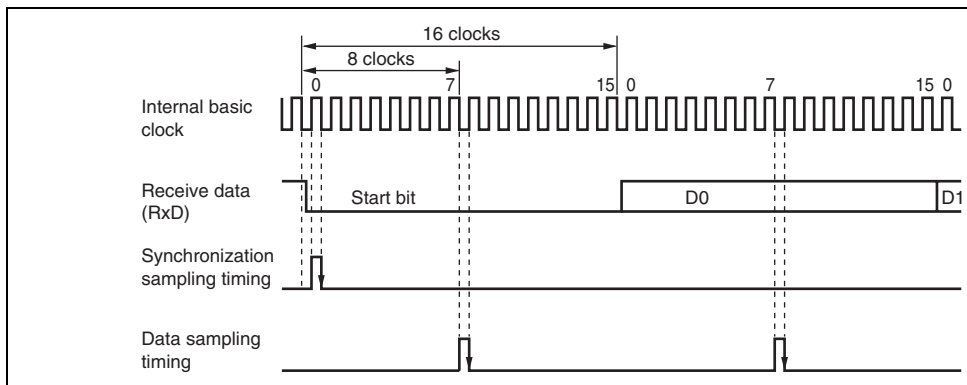 16 clocks
8 clocks
0 7 15 0 7 15 0
Internal basic
clock
Receive data
(RxD)
Start bit D0 D1
Synchronization
sampling timing
Data sampling
timing